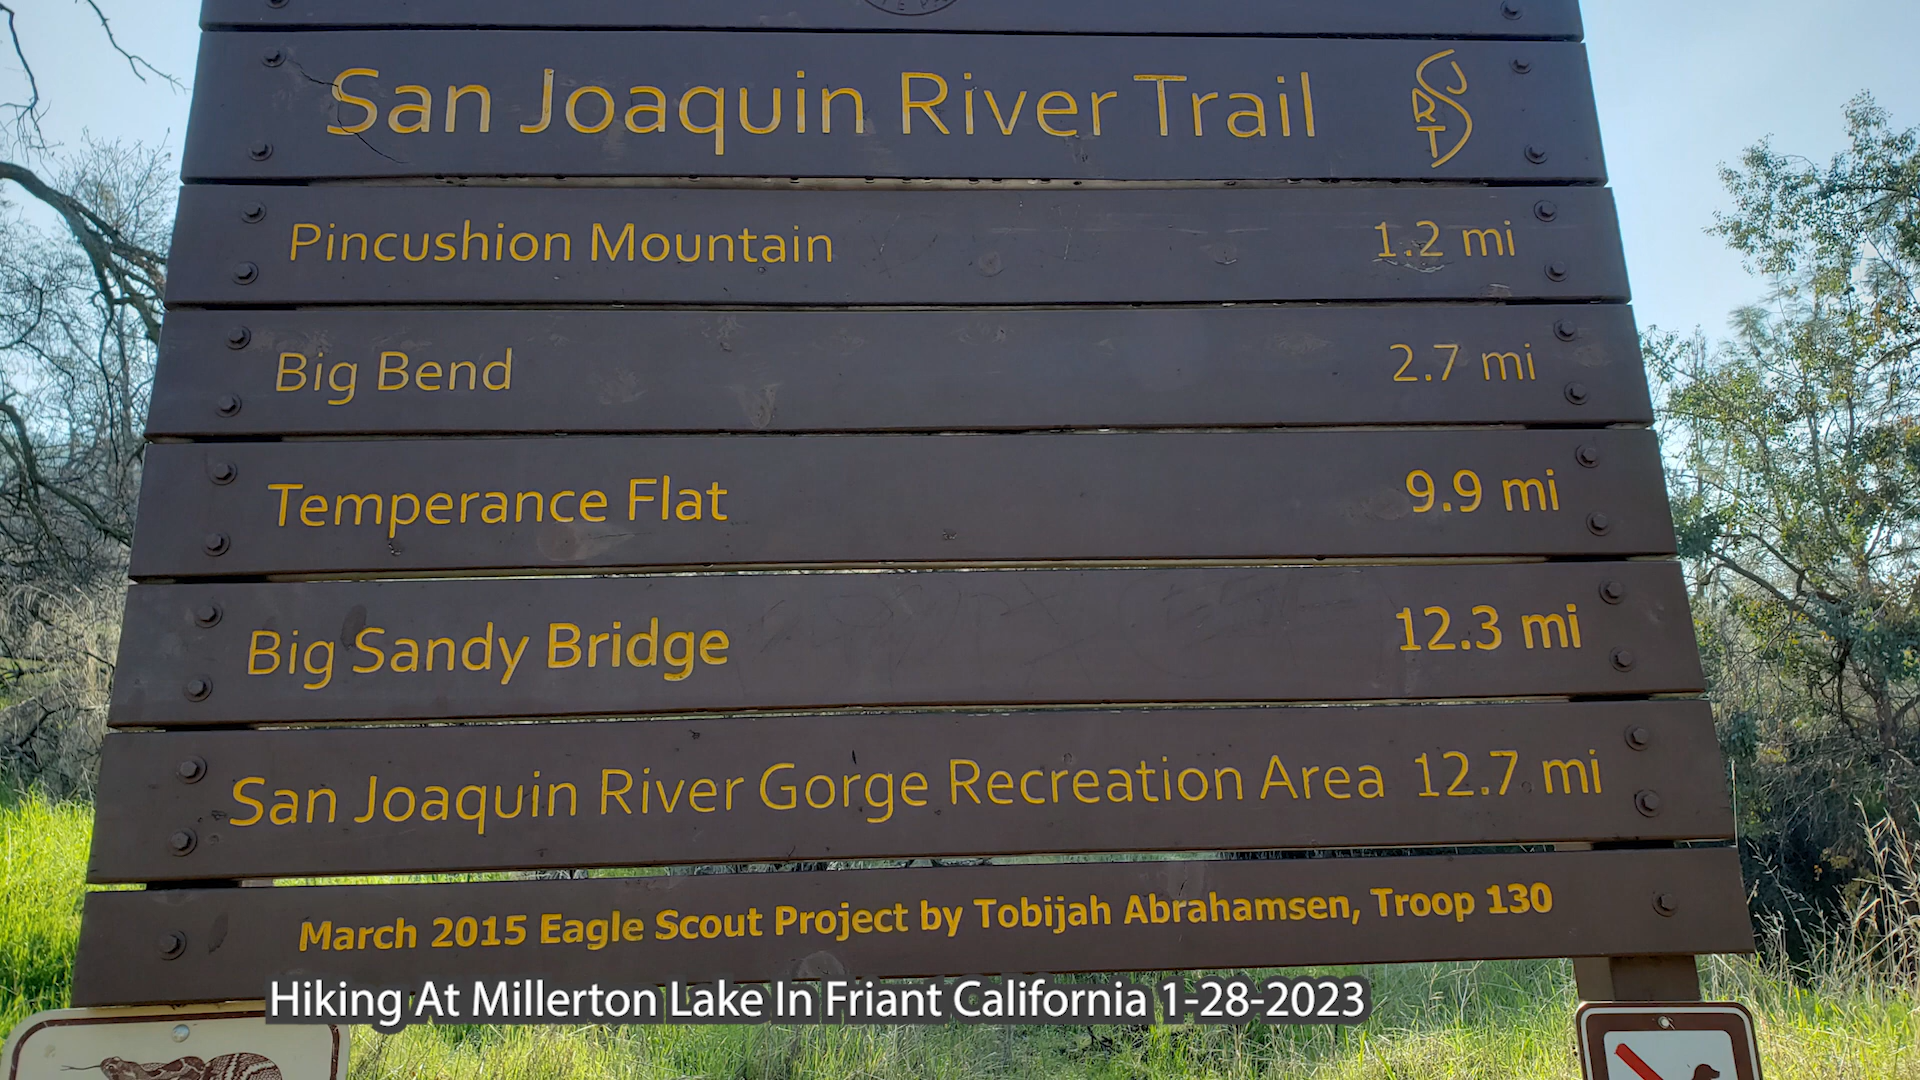 San Joaquin River Trail
SJRT
Pincushion Mountain 1.2 mi
Big Bend 2.7 mi
Temperance Flat 9.9 mi
Big Sandy Bridge 12.3 mi
San Joaquin River Gorge Recreation Area 12.7 mi
March 2015 Eagle Scout Project by Tobijah Abrahamsen, Troop 130
Hiking At Millerton Lake In Friant California 1-28-2023